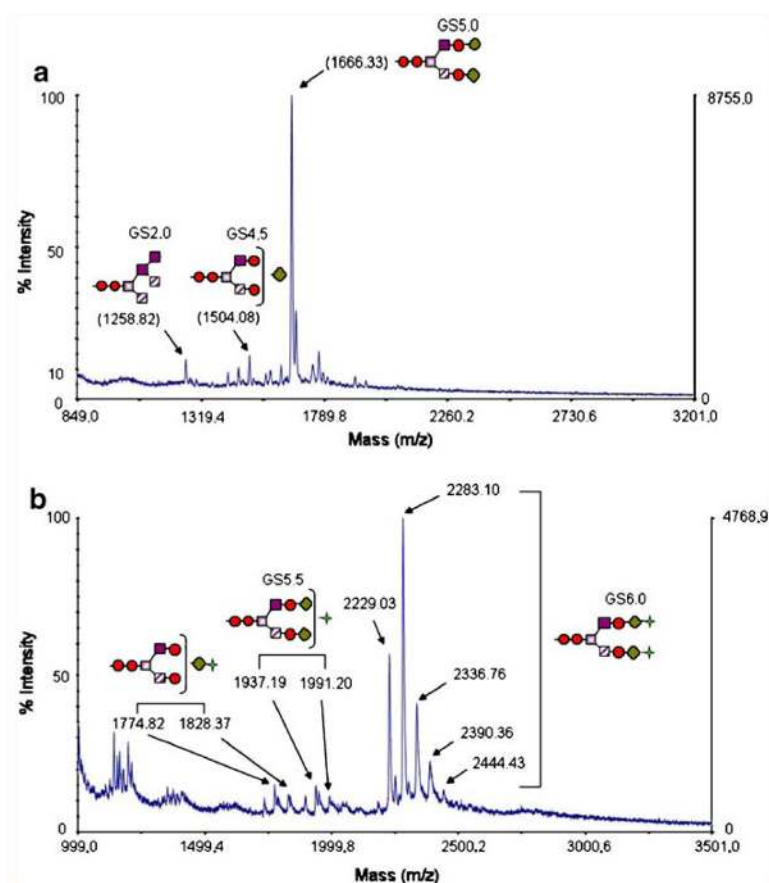 a
GS5.0
(1666.33)
100
8755.0
% Intensity
50
GS2.0
GS4.5
(1258.82)
(1504.08)
10
0
0
849.0 1319.4 1789.8 2260.2 2730.6 3201.0
Mass (m/z)
b
2283.10
100
4768.9
GS5.5
GS6.0
2229.03
% Intensity
50
1937.19 1991.20
2336.76
1774.82 1828.37
2390.36
2444.43
0
0
999.0 1499.4 1999.8 2500.2 3000.6 3501.0
Mass (m/z)